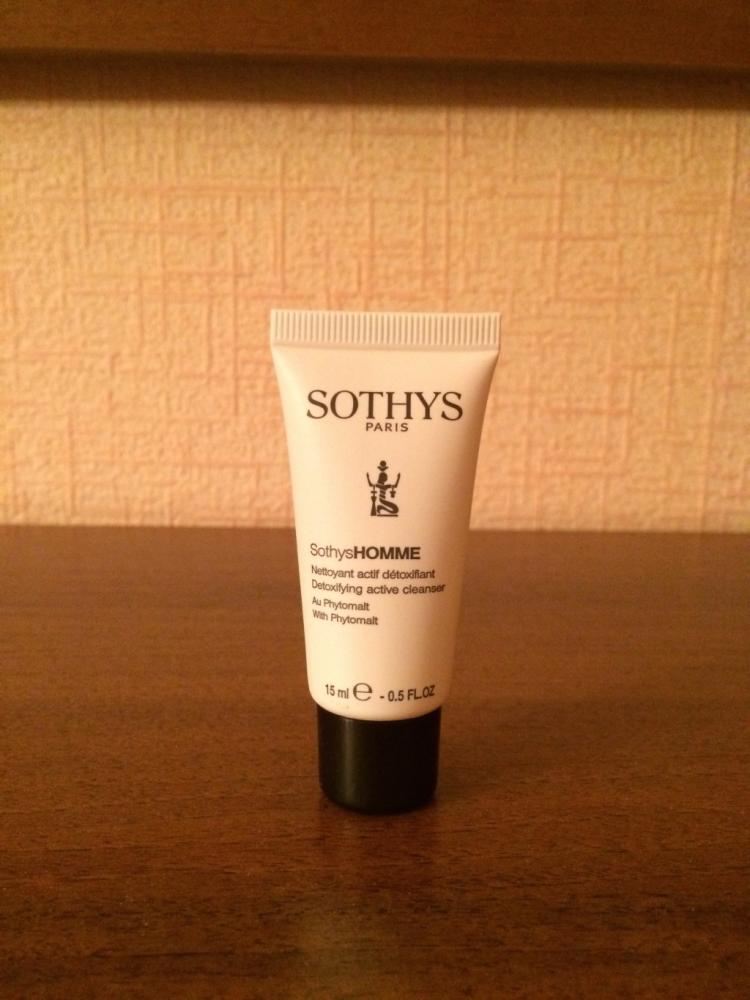 SOTHYS
PARIS
SothysHOMME
Nettoyant actif détoxifiant
Detoxifying active cleanser
Au Phytomalt
With Phytomalt
15 ml ℮ - 0.5 FL.OZ